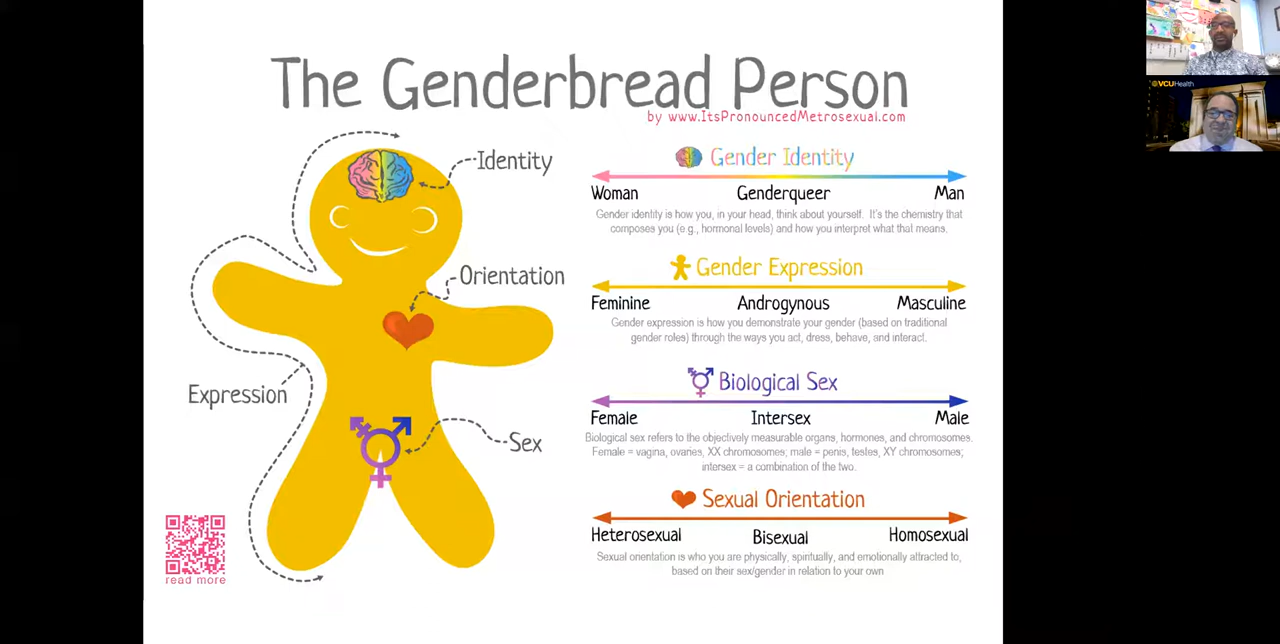 The Genderbread Person
by www.ItsPronouncedMetrosexual.com
Identity
Orientation
Expression
Sex
read more
Gender Identity
Woman Genderqueer Man
Gender identity is how you, in your head, think about yourself. It's the chemistry that
composes you (e.g., hormonal levels) and how you interpret what that means.
Gender Expression
Feminine Androgynous Masculine
Gender expression is how you demonstrate your gender (based on traditional
gender roles) through the ways you act, dress, behave, and interact.
Biological Sex
Female Intersex Male
Biological sex refers to the objectively measurable organs, hormones, and chromosomes.
Female = vagina, ovaries, XX chromosomes; male = penis, testes, XY chromosomes;
intersex = a combination of the two.
Sexual Orientation
Heterosexual Bisexual Homosexual
Sexual orientation is who you are physically, spiritually, and emotionally attracted to,
based on their sex/gender in relation to your own
VCUHealth